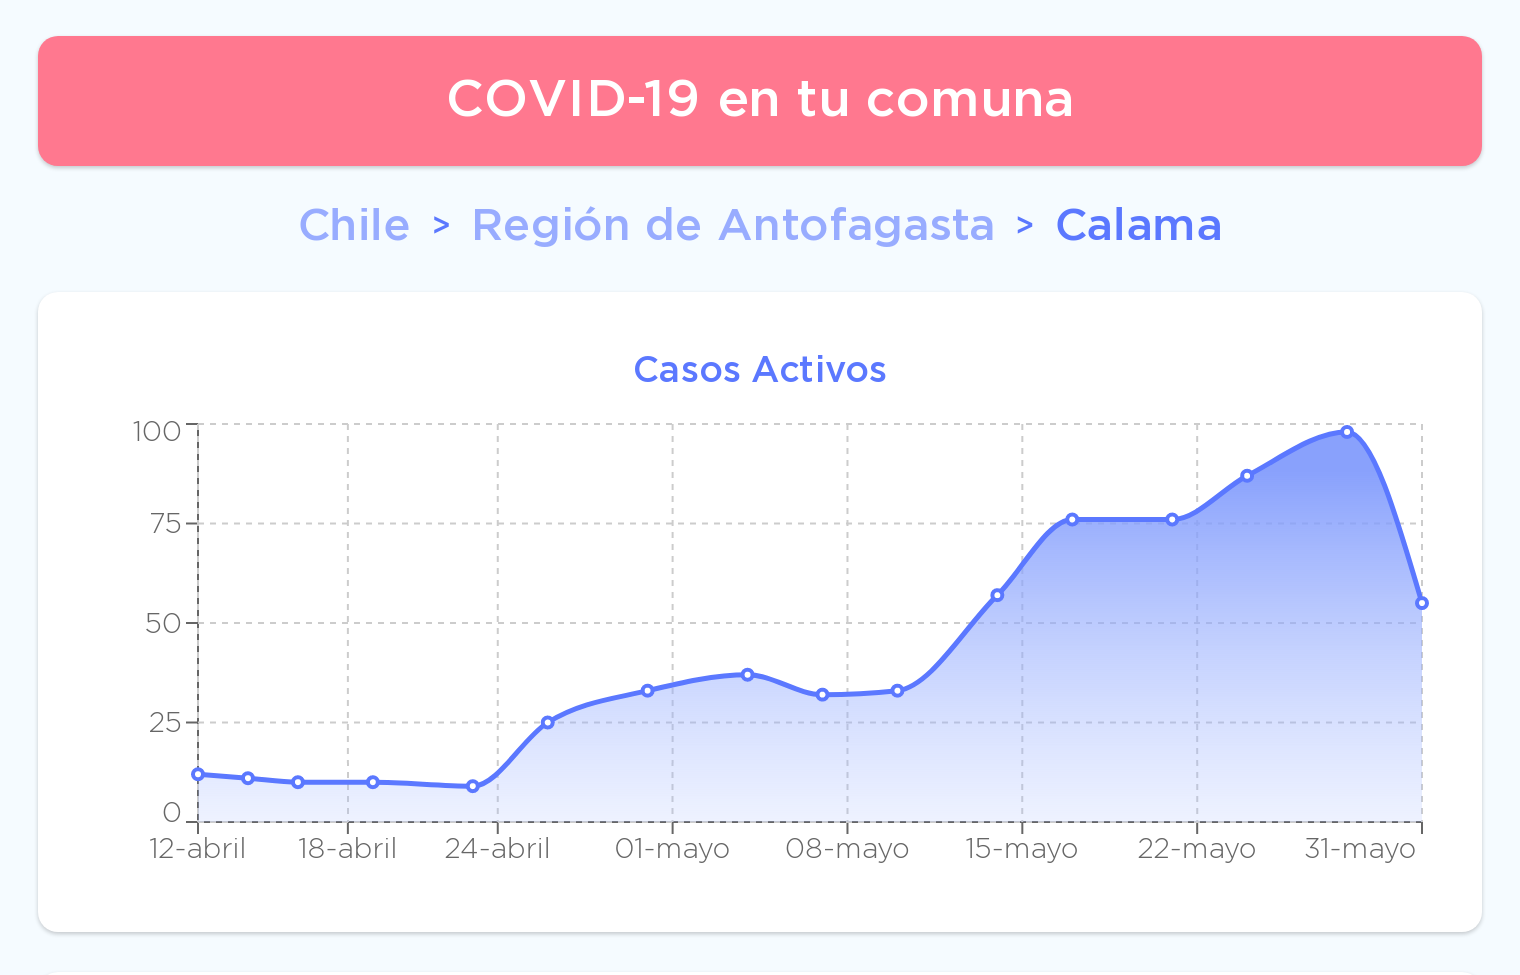 COVID-19 en tu comuna
Chile > Región de Antofagasta > Calama
Casos Activos
100
75
50
25
0
12-abril 18-abril 24-abril 01-mayo 08-mayo 15-mayo 22-mayo 31-mayo